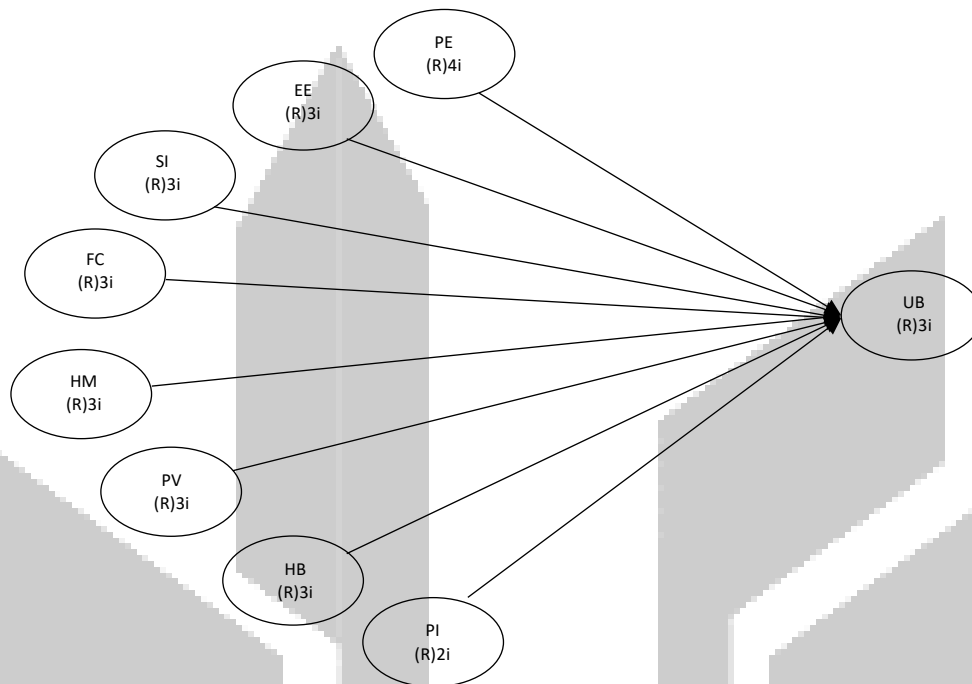 PE
(R)4i
EE
(R)3i
SI
(R)3i
FC
(R)3i
UB
(R)3i
HM
(R)3i
PV
(R)3i
HB
(R)3i
PI
(R)2i